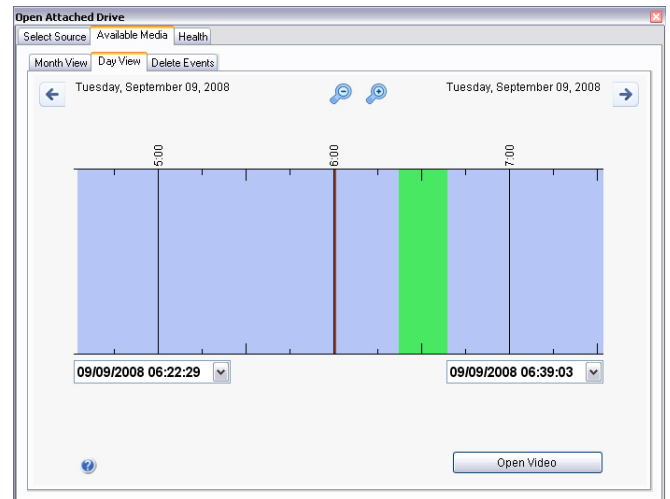 Open Attached Drive
Select Source Available Media Health
Month View Day View Delete Events
Tuesday, September 09, 2008 Tuesday, September 09, 2008
5:00 6:00 7:00
09/09/2008 06:22:29 09/09/2008 06:39:03
Open Video